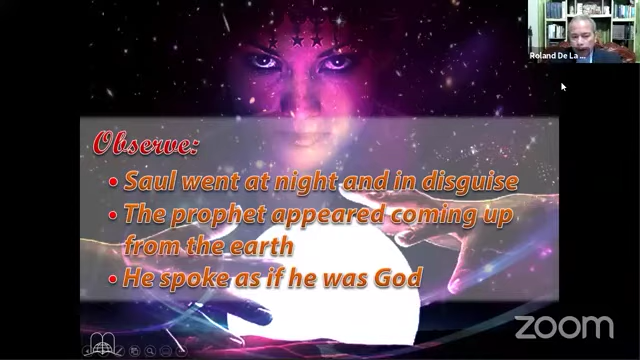 Roland De La ...
Observe:
• Saul went at night and in disguise
• The prophet appeared coming up
from the earth
• He spoke as if he was God
zoom